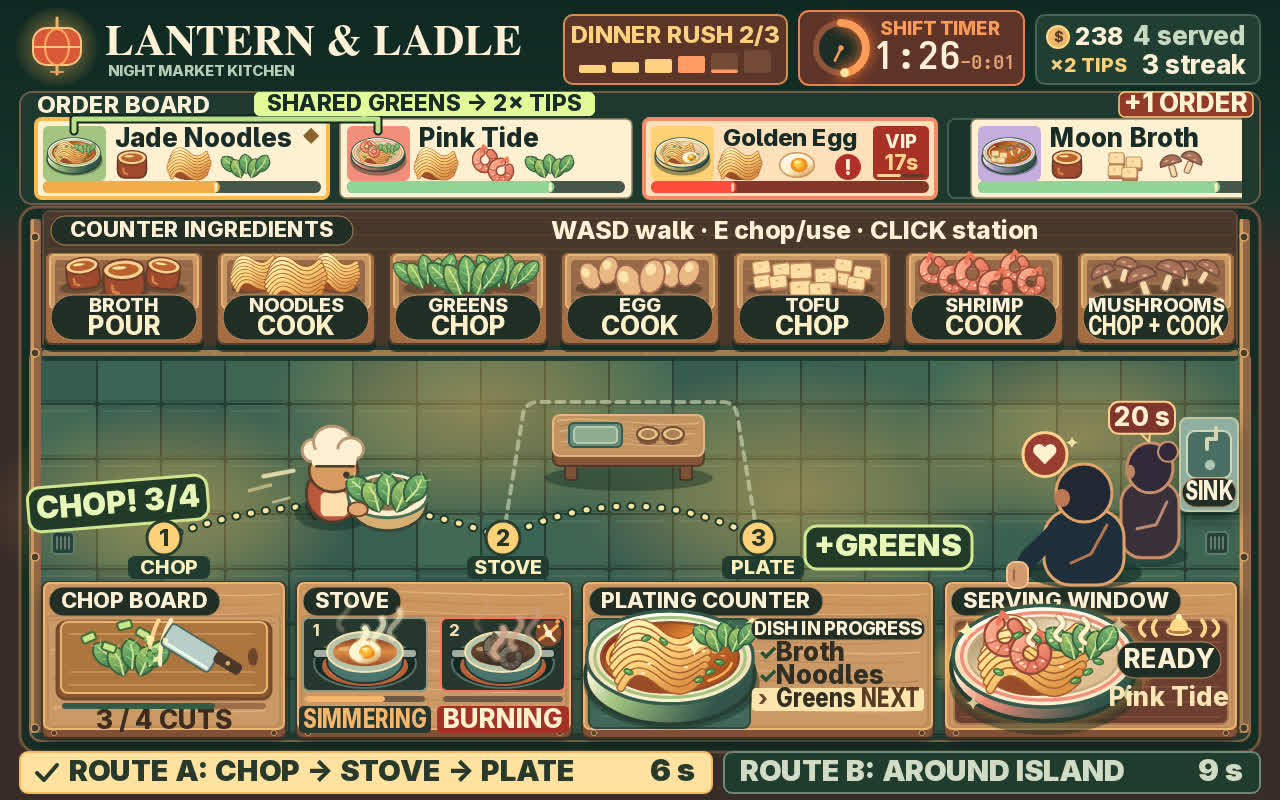 LANTERN & LADLE
NIGHT MARKET KITCHEN
DINNER RUSH 2/3
SHIFT TIMER
1:26 -0:01
$ 238 4 served
×2 TIPS 3 streak
ORDER BOARD
SHARED GREENS → 2× TIPS
+1 ORDER
Jade Noodles
Pink Tide
Golden Egg
!
VIP
17s
Moon Broth
COUNTER INGREDIENTS
WASD walk · E chop/use · CLICK station
BROTH
POUR
NOODLES
COOK
GREENS
CHOP
EGG
COOK
TOFU
CHOP
SHRIMP
COOK
MUSHROOMS
CHOP + COOK
20 s
SINK
CHOP! 3/4
1
CHOP
2
STOVE
3
PLATE
+GREENS
CHOP BOARD
3 / 4 CUTS
STOVE
1
2
SIMMERING
BURNING
PLATING COUNTER
DISH IN PROGRESS
✓Broth
✓Noodles
› Greens NEXT
SERVING WINDOW
READY
Pink Tide
✓ ROUTE A: CHOP → STOVE → PLATE 6 s
ROUTE B: AROUND ISLAND 9 s